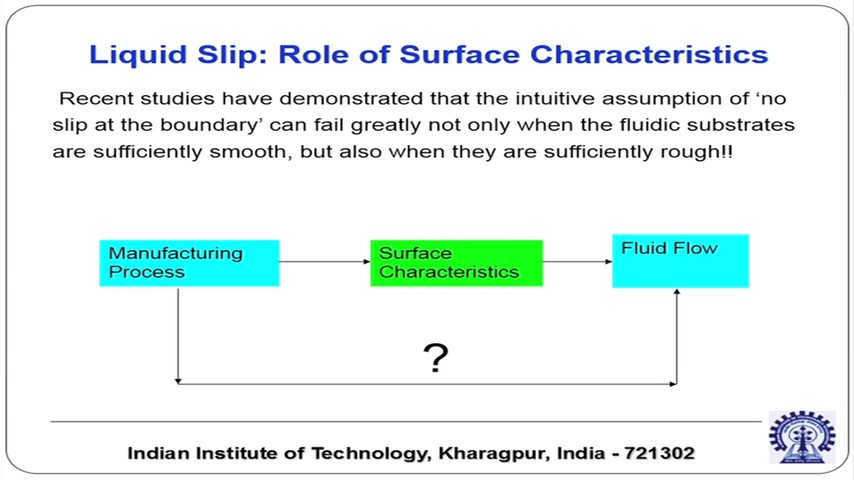 Liquid Slip: Role of Surface Characteristics
Recent studies have demonstrated that the intuitive assumption of ‘no
slip at the boundary’ can fail greatly not only when the fluidic substrates
are sufficiently smooth, but also when they are sufficiently rough!!
Manufacturing
Process
Surface
Characteristics
Fluid Flow
?
Indian Institute of Technology, Kharagpur, India - 721302